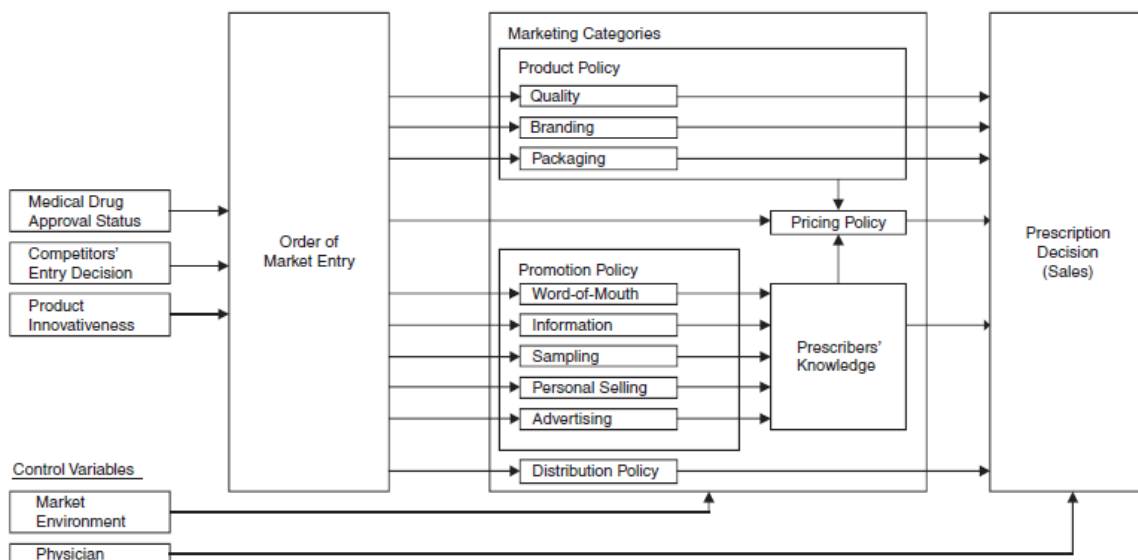 Marketing Categories
Product Policy
Quality
Branding
Packaging
Medical Drug
Approval Status
Pricing Policy
Order of
Market Entry
Prescription
Decision
(Sales)
Competitors'
Entry Decision
Promotion Policy
Word-of-Mouth
Product
Innovativeness
Information
Sampling
Prescribers'
Knowledge
Personal Selling
Advertising
Control Variables
Distribution Policy
Market
Environment
Physician